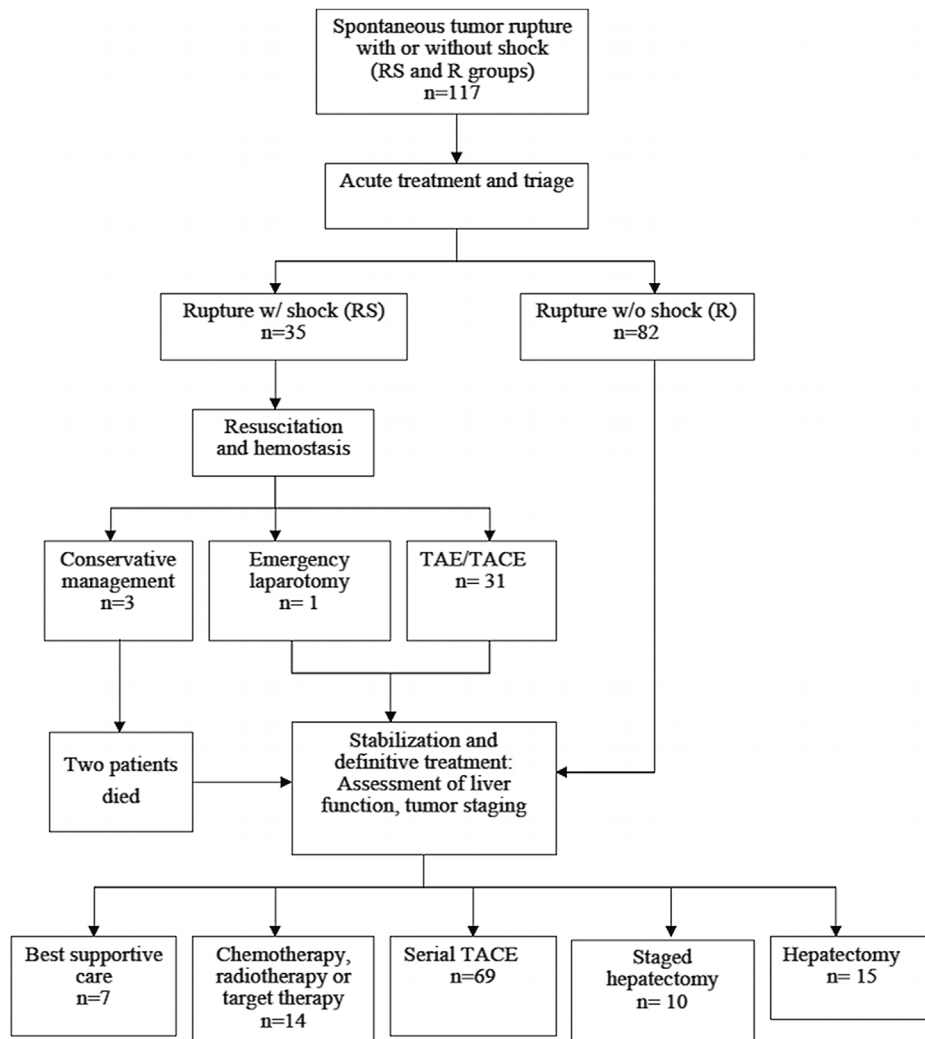 Spontaneous tumor rupture
with or without shock
(RS and R groups)
n=117
Acute treatment and triage
Rupture w/ shock (RS)
n=35
Rupture w/o shock (R)
n=82
Resuscitation
and hemostasis
Conservative
management
n=3
Emergency
laparotomy
n= 1
TAE/TACE
n= 31
Two patients
died
Stabilization and
definitive treatment:
Assessment of liver
function, tumor staging
Best supportive
care
n=7
Chemotherapy,
radiotherapy or
target therapy
n=14
Serial TACE
n=69
Staged
hepatectomy
n= 10
Hepatectomy
n= 15